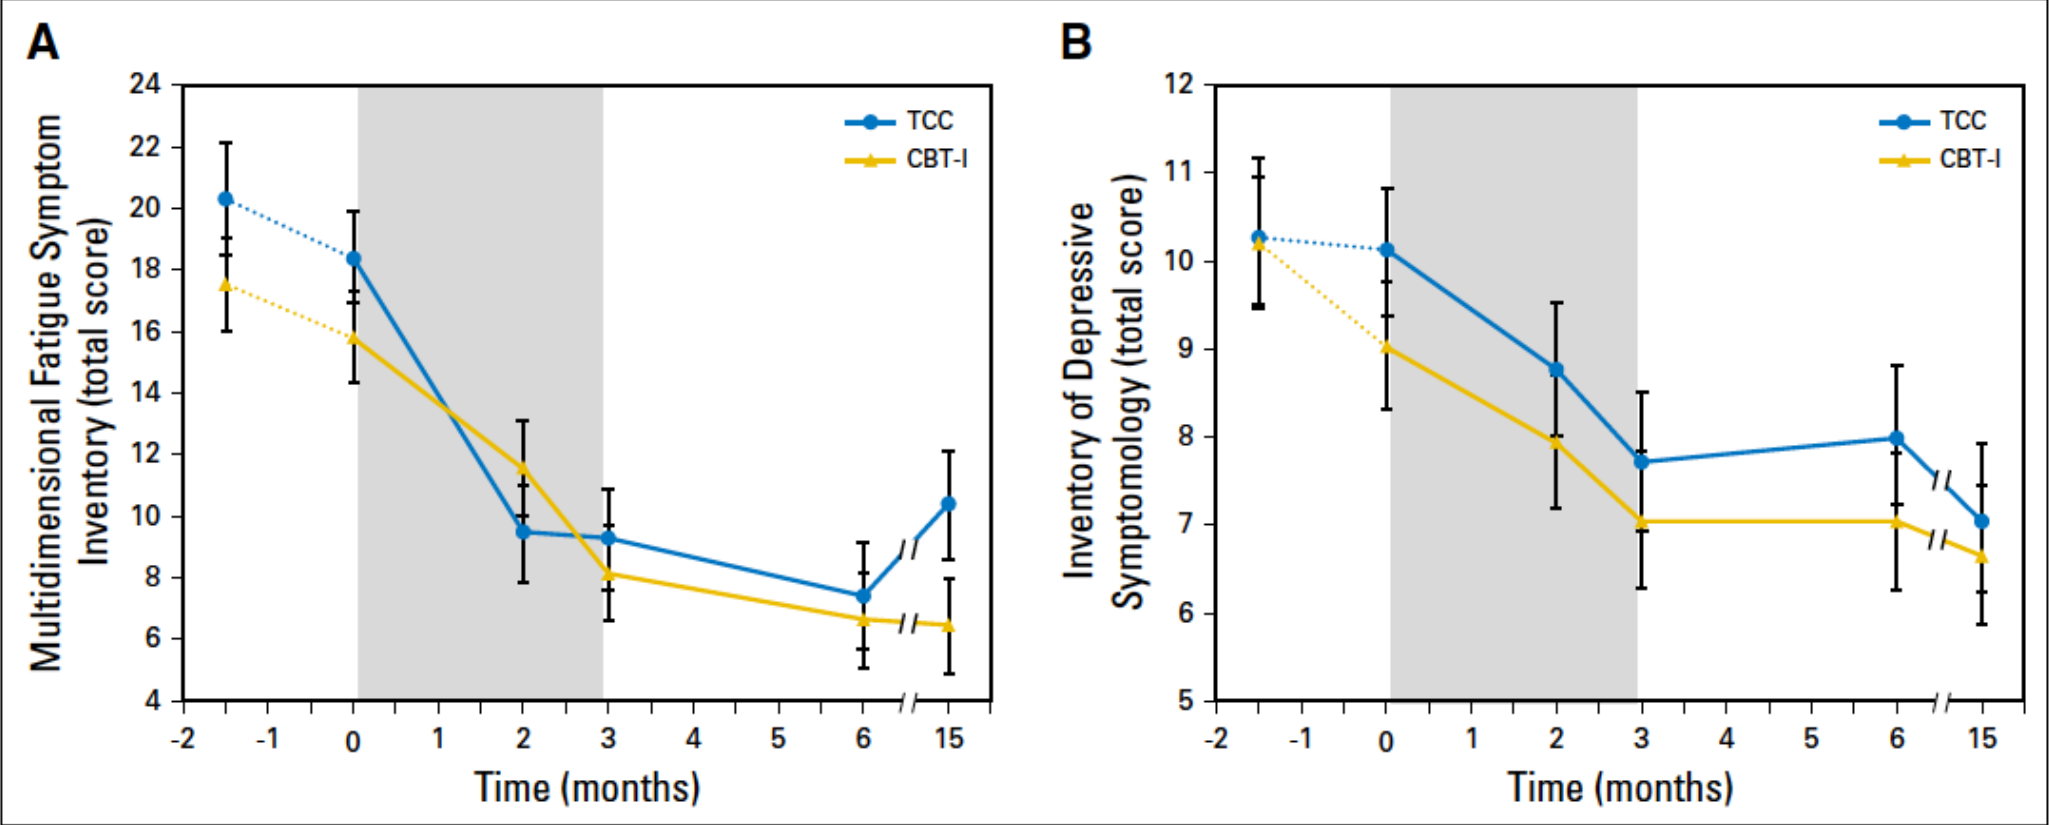 A
Multidimensional Fatigue Symptom
Inventory (total score)
24
22
20
18
16
14
12
10
8
6
4
TCC
CBT-I
-2 -1 0 1 2 3 4 5 6 15
Time (months)
B
Inventory of Depressive
Symptomology (total score)
12
11
10
9
8
7
6
5
TCC
CBT-I
-2 -1 0 1 2 3 4 5 6 15
Time (months)